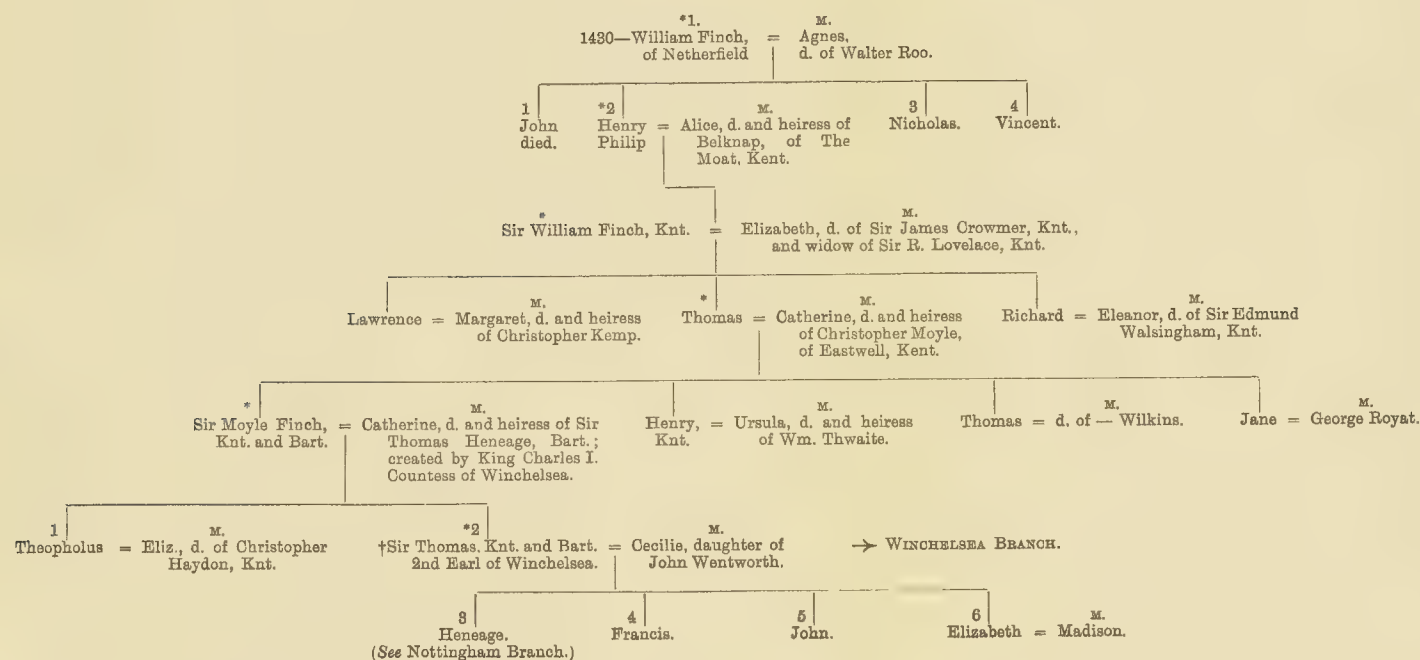 *1. M.
1430—William Finch, = Agnes,
of Netherfield d. of Walter Roo.
1 *2 M. 3 4
John Henry = Alice, d. and heiress of Nicholas. Vincent.
died. Philip Belknap, of The
Moat, Kent.
* M.
Sir William Finch, Knt. = Elizabeth, d. of Sir James Crowmer, Knt.,
and widow of Sir R. Lovelace, Knt.
M. * M. M.
Lawrence = Margaret, d. and heiress Thomas = Catherine, d. and heiress Richard = Eleanor, d. of Sir Edmund
of Christopher Kemp. of Christopher Moyle, Walsingham, Knt.
of Eastwell, Kent.
* M. M. M. M.
Sir Moyle Finch, = Catherine, d. and heiress of Sir Henry, = Ursula, d. and heiress Thomas = d. of — Wilkins. Jane = George Royat.
Knt. and Bart. Thomas Heneage, Bart.; Knt. of Wm. Thwaite.
created by King Charles I.
Countess of Winchelsea.
1 M. *2 M.
Theopholus = Eliz., d. of Christopher †Sir Thomas, Knt. and Bart. = Cecilie, daughter of → WINCHELSEA BRANCH.
Haydon, Knt. 2nd Earl of Winchelsea. John Wentworth.
3 4 5 6 M.
Heneage. Francis. John. Elizabeth = Madison.
(See Nottingham Branch.)